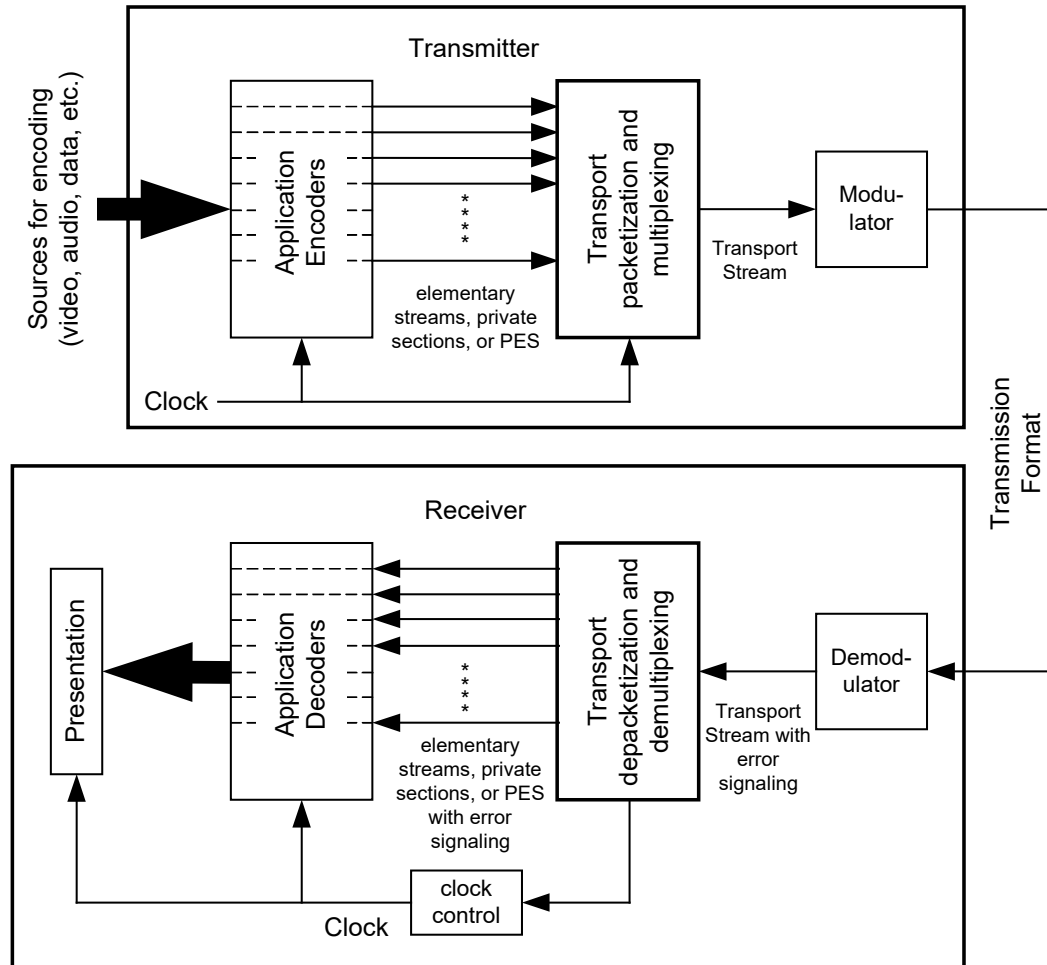 Transmitter
Sources for encoding
(video, audio, data, etc.)
Application
Encoders
****
elementary
streams, private
sections, or PES
Transport
packetization and
multiplexing
Transport
Stream
Modu-
lator
Clock
Transmission
Format
Receiver
Presentation
Application
Decoders
****
elementary
streams, private
sections, or PES
with error
signaling
Transport
depacketization and
demultiplexing
Transport
Stream with
error
signaling
Demod-
ulator
clock
control
Clock